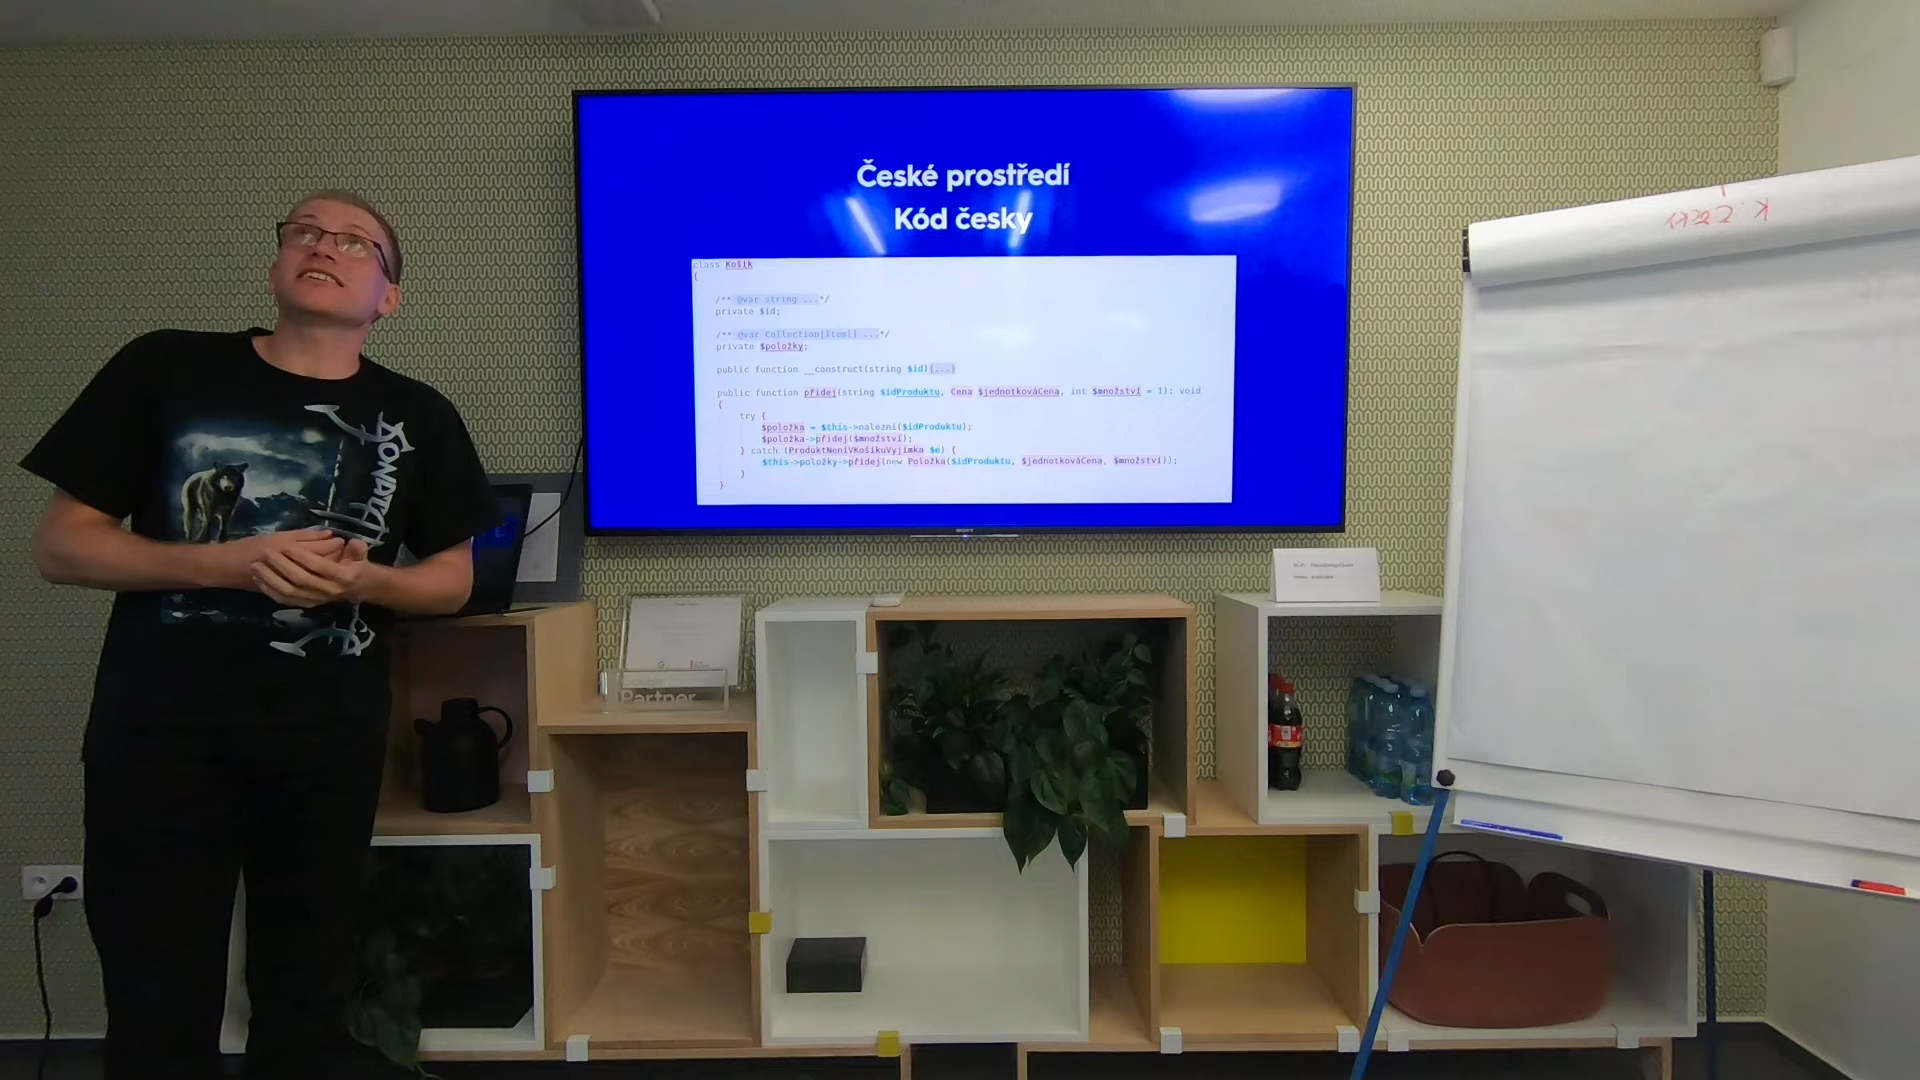 České prostředí
Kód česky
class Košík
{
/** @var string ...*/
private $id;
/** @var Collection|Item[] ...*/
private $položky;
public function __construct(string $id){...}
public function přidej(string $idProduktu, Cena $jednotkováCena, int $množství = 1): void
{
try {
$položka = $this->nalezni($idProduktu);
$položka->přidej($množství);
} catch (ProduktNeníVKošíkuVyjímka $e) {
$this->položky->přidej(new Položka($idProduktu, $jednotkováCena, $množství));
}
}
SONY
Partner